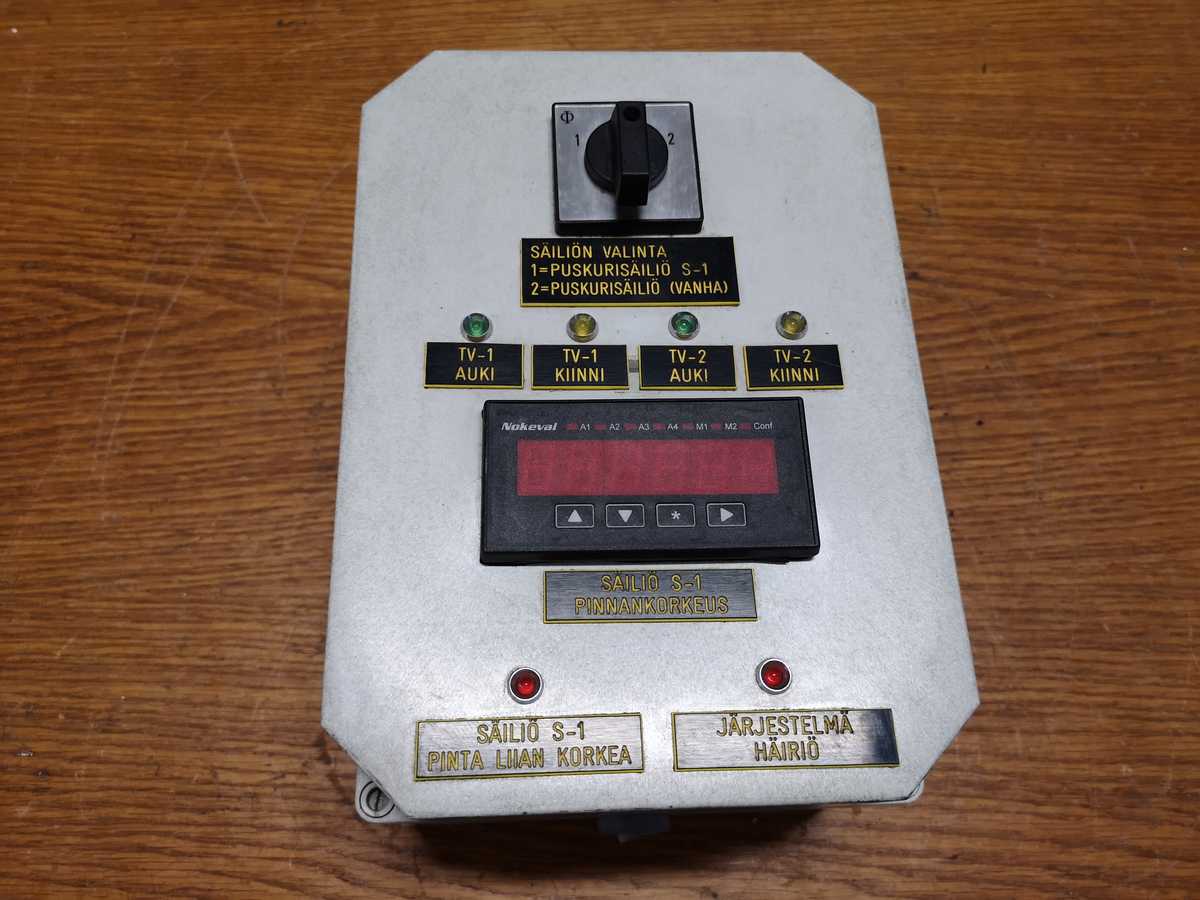 Φ
1 2
SÄILIÖN VALINTA
1=PUSKURISÄILIÖ S-1
2=PUSKURISÄILIÖ (VANHA)
TV-1
AUKI
TV-1
KIINNI
TV-2
AUKI
TV-2
KIINNI
Nokeval A1 A2 A3 A4 M1 M2 Conf
*
SÄILIÖ S-1
PINNANKORKEUS
SÄILIÖ S-1
PINTA LIIAN KORKEA
JÄRJESTELMÄ
HÄIRIÖ